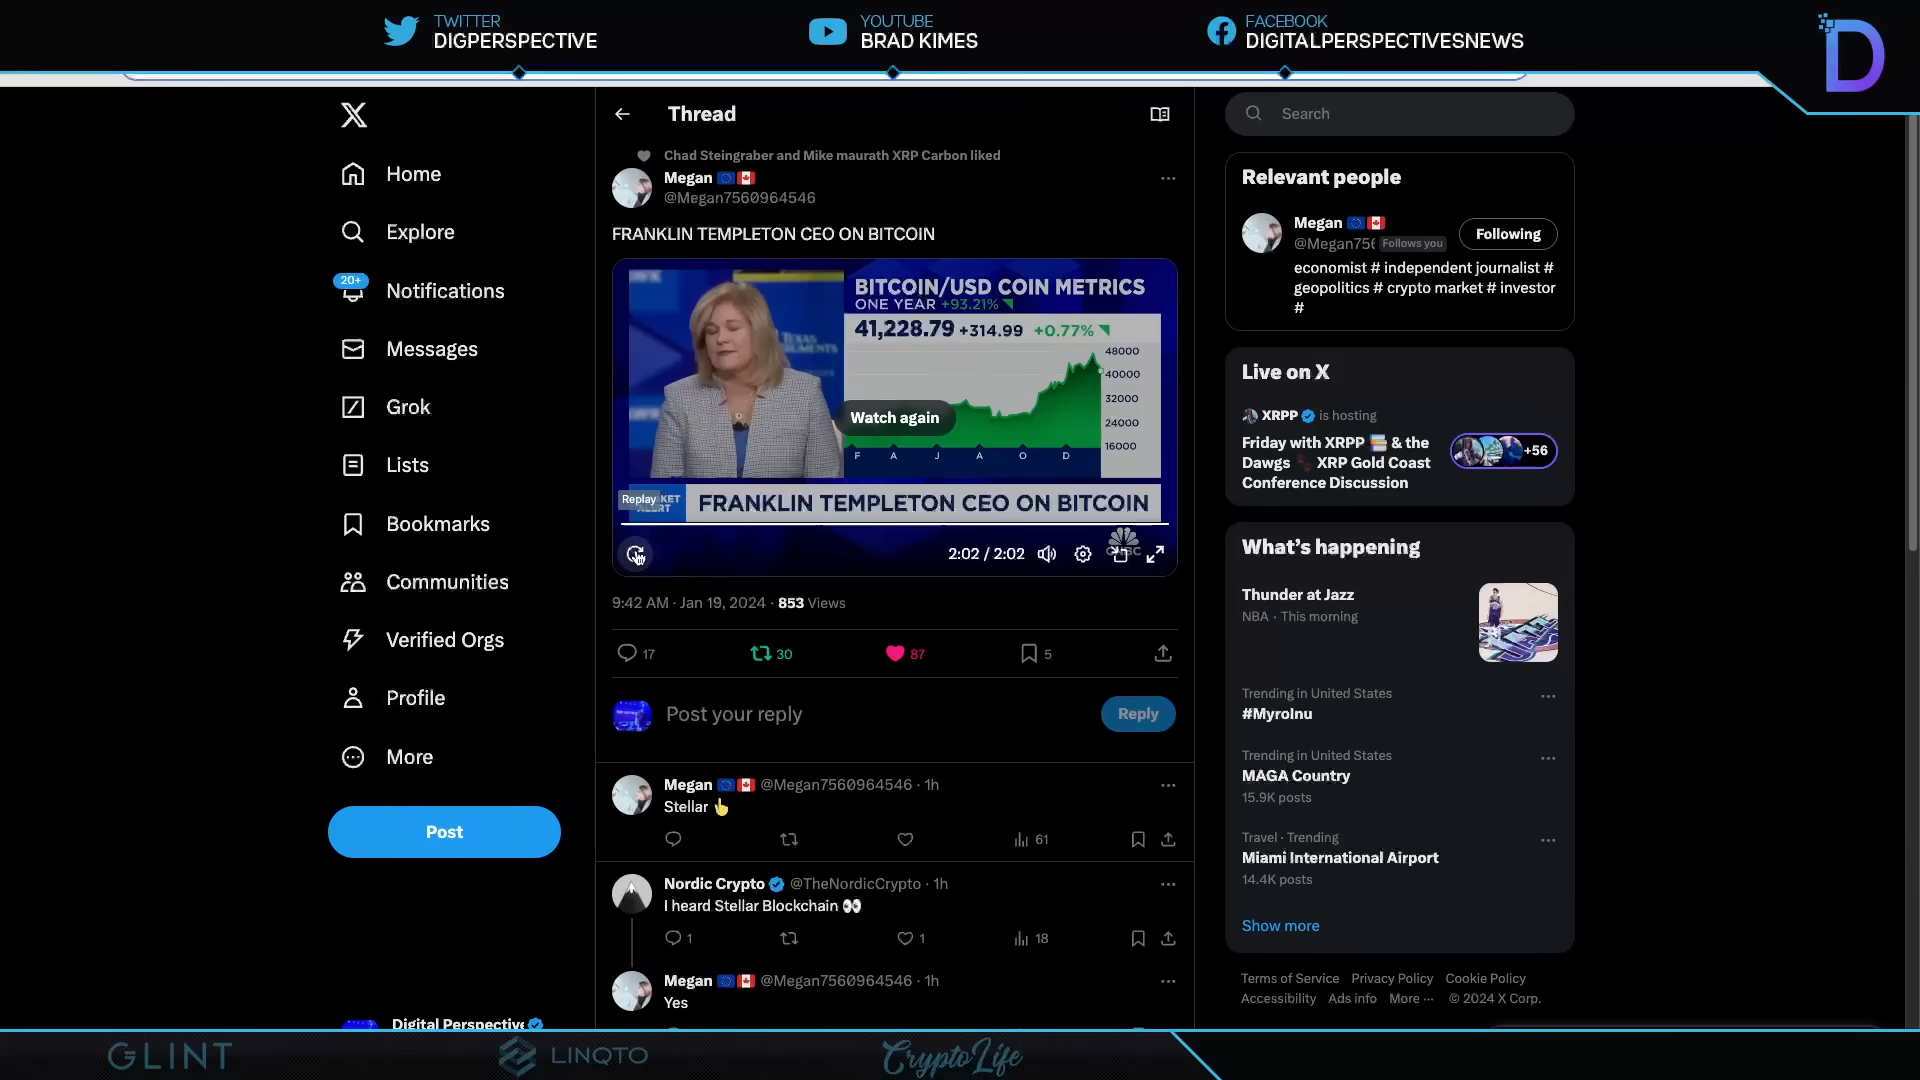 TWITTER
DIGPERSPECTIVE
YOUTUBE
BRAD KIMES
FACEBOOK
DIGITALPERSPECTIVESNEWS
D
X
Home
Explore
20+
Notifications
Messages
Grok
Lists
Bookmarks
Communities
Verified Orgs
Profile
More
Post
Digital Perspective
Thread
Chad Steingraber and Mike maurath XRP Carbon liked
Megan 🇪🇺🇨🇦
@Megan7560964546
FRANKLIN TEMPLETON CEO ON BITCOIN
BITCOIN/USD COIN METRICS
ONE YEAR +93.21%
41,228.79 +314.99 +0.77%
48000
40000
32000
24000
16000
F A J A O D
TEXAS
Watch again
Replay
ALERT
FRANKLIN TEMPLETON CEO ON BITCOIN
2:02 / 2:02
CNBC
9:42 AM · Jan 19, 2024 · 853 Views
17 30 87 5
Post your reply
Reply
Megan 🇪🇺🇨🇦 @Megan7560964546 · 1h
Stellar 👆
61
Nordic Crypto @TheNordicCrypto · 1h
I heard Stellar Blockchain 👀
1 1 18
Megan 🇪🇺🇨🇦 @Megan7560964546 · 1h
Yes
Search
Relevant people
Megan 🇪🇺🇨🇦
@Megan756 Follows you
Following
economist # independent journalist #
geopolitics # crypto market # investor
#
Live on X
XRPP is hosting
Friday with XRPP & the
Dawgs XRP Gold Coast
Conference Discussion
+56
What's happening
Thunder at Jazz
NBA · This morning
Trending in United States
#MyroInu
Trending in United States
MAGA Country
15.9K posts
Travel · Trending
Miami International Airport
14.4K posts
Show more
Terms of Service Privacy Policy Cookie Policy
Accessibility Ads info More ··· © 2024 X Corp.
GLINT
LINQTO
CryptoLife